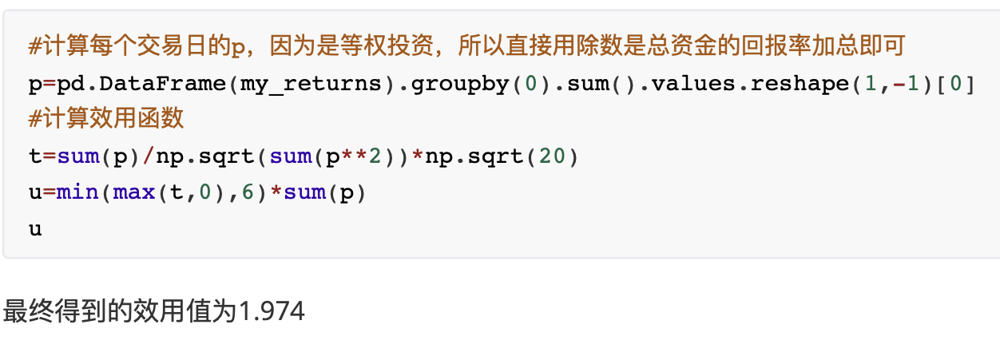 #计算每个交易日的p，因为是等权投资，所以直接用除数是总资金的回报率加总即可
p=pd.DataFrame(my_returns).groupby(0).sum().values.reshape(1,-1)[0]
#计算效用函数
t=sum(p)/np.sqrt(sum(p**2))*np.sqrt(20)
u=min(max(t,0),6)*sum(p)
u
最终得到的效用值为1.974